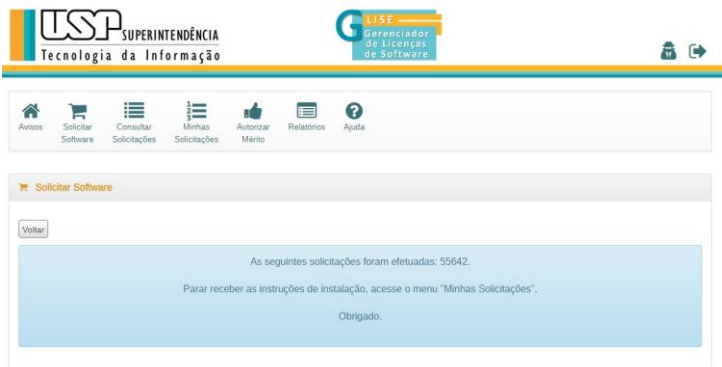 USP SUPERINTENDÊNCIA
Tecnologia da Informação
GLISE
Gerenciador
de Licenças
de Software
Avisos
Solicitar
Software
Consultar
Solicitações
Minhas
Solicitações
Autorizar
Mérito
Relatórios
Ajuda
Solicitar Software
Voltar
As seguintes solicitações foram efetuadas: 55642.
Parar receber as instruções de instalação, acesse o menu "Minhas Solicitações".
Obrigado.